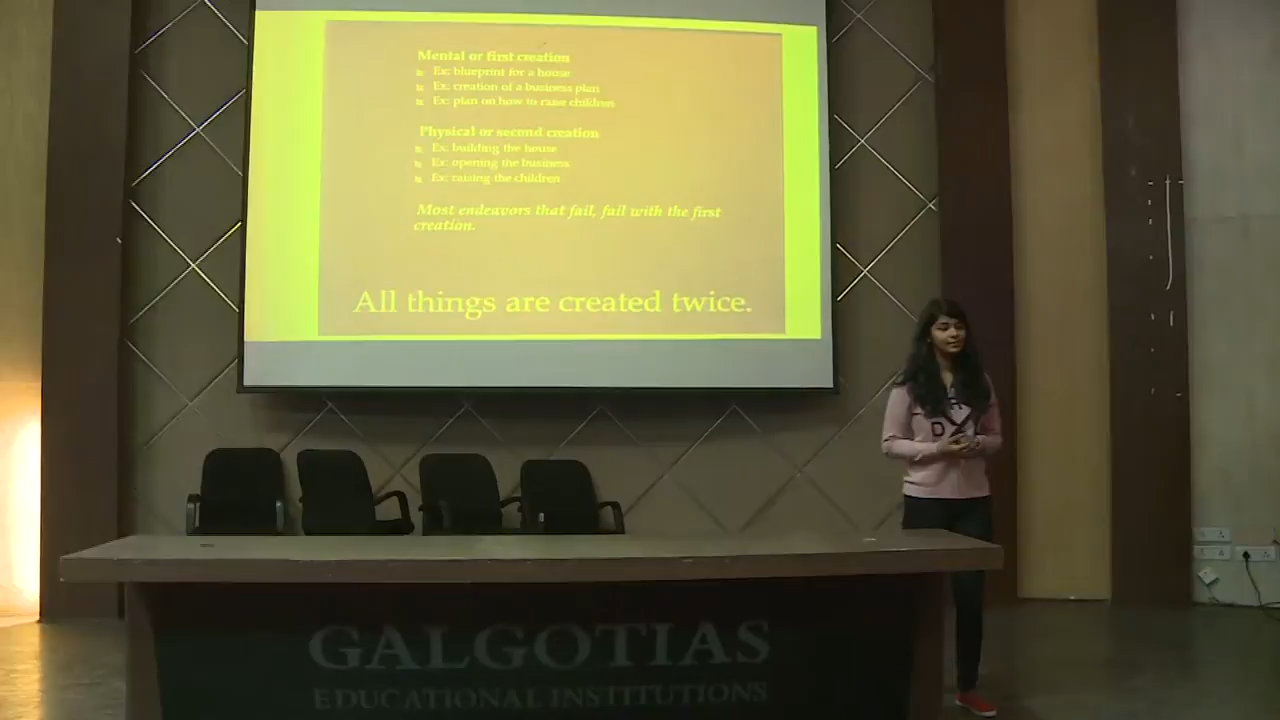 Mental or first creation
Ex: blueprint for a house
Ex: creation of a business plan
Ex: plan on how to raise children
Physical or second creation
Ex: building the house
Ex: opening the business
Ex: raising the children
Most endeavors that fail, fail with the first
creation.
All things are created twice.
GALGOTIAS
EDUCATIONAL INSTITUTIONS